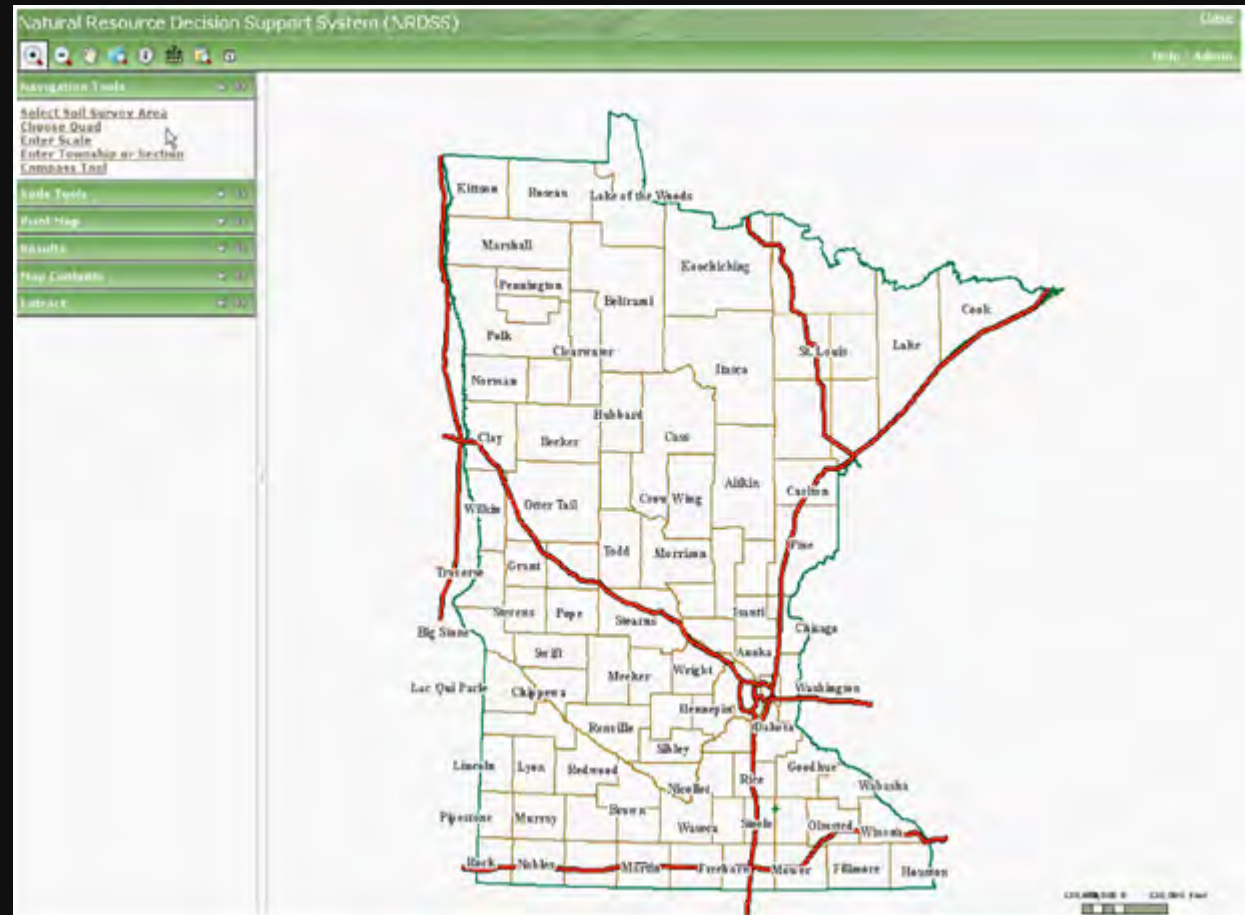 Natural Resource Decision Support System (NRDSS)
Close
Help | Admin
Navigation Tools
Select Soil Survey Area
Choose Quad
Enter Scale
Enter Township or Section
Compass Tool
Print Map
Results
Map Contents
Extract
Kittson
Roseau
Lake of the Woods
Marshall
Koochiching
Pennington
Beltrami
Cook
Polk
Clearwater
St. Louis
Lake
Itasca
Norman
Hubbard
Clay
Becker
Cass
Aitkin
Carlton
Otter Tail
Crow Wing
Wilkin
Pine
Todd
Morrison
Grant
Traverse
Stevens
Pope
Stearns
Isanti
Chisago
Big Stone
Swift
Anoka
Meeker
Wright
Lac Qui Parle
Chippewa
Washington
Hennepin
Renville
Dakota
Sibley
Lincoln
Lyon
Redwood
Rice
Goodhue
Nicollet
Wabasha
Pipestone
Murray
Brown
Waseca
Steele
Olmsted
Winona
Rock
Nobles
Martin
Freeborn
Mower
Fillmore
Houston